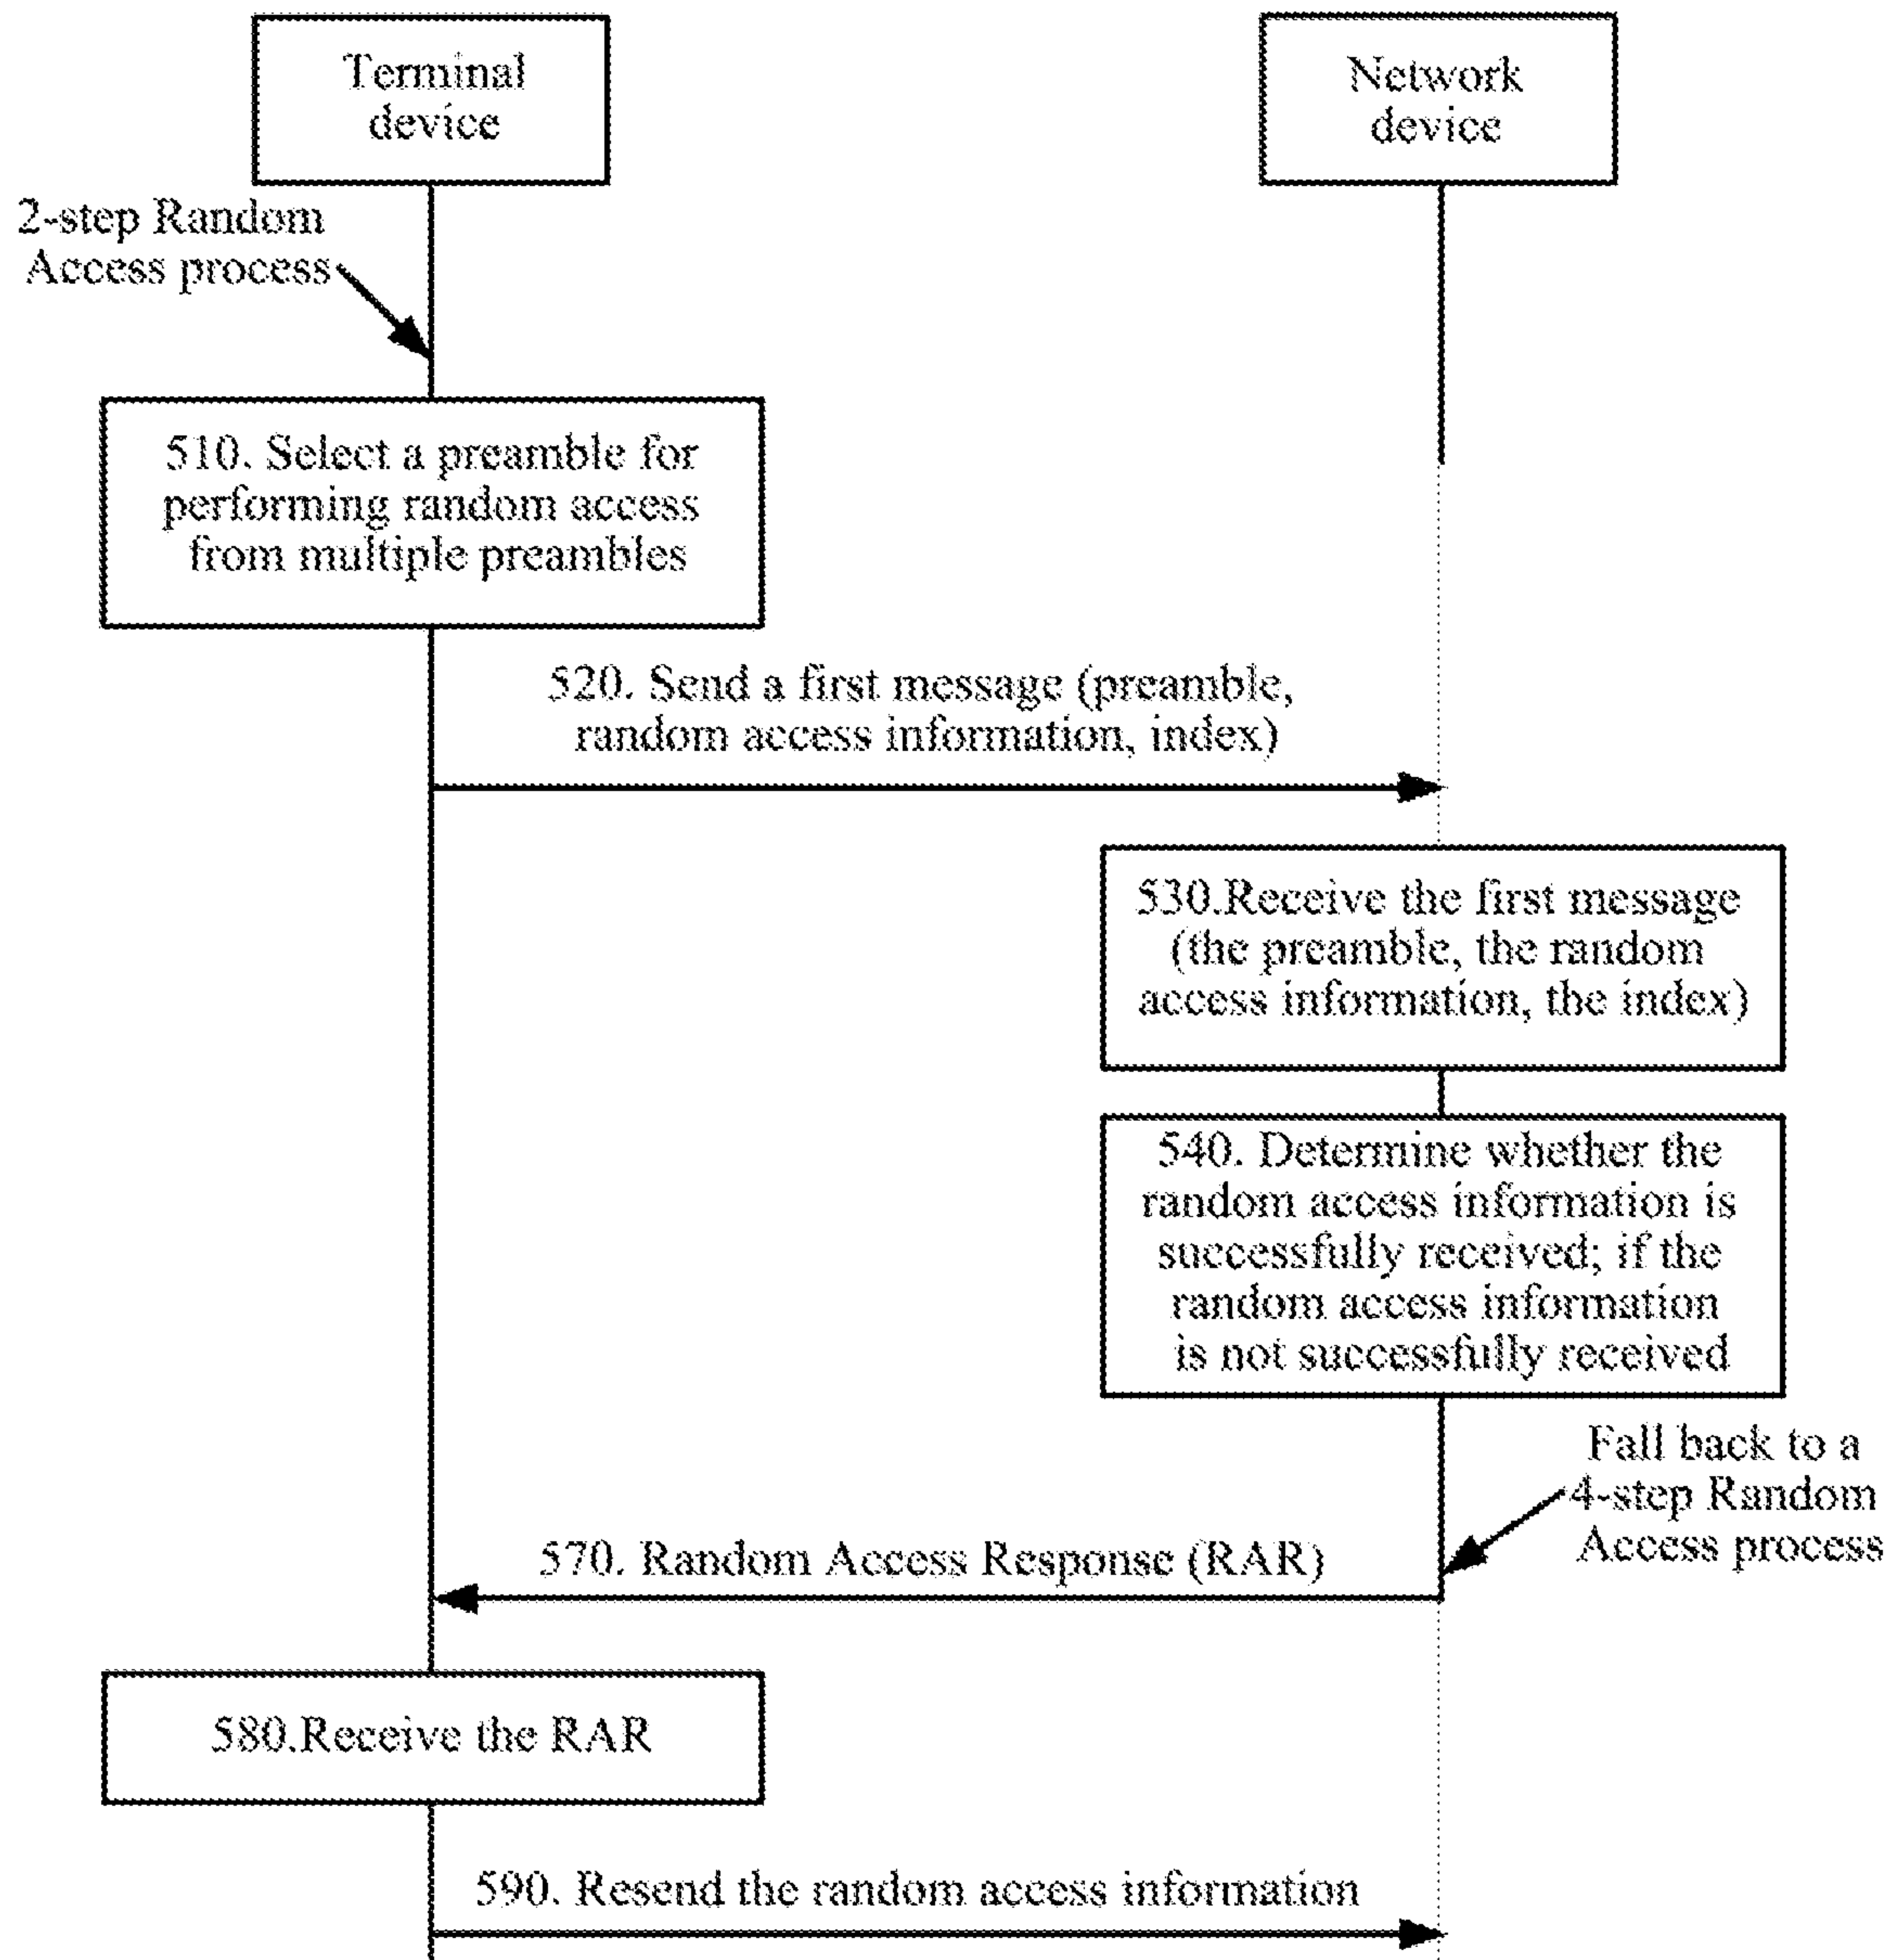 Terminal
device
Network
device
2-step Random
Access process
510. Select a preamble for
performing random access
from multiple preambles
520. Send a first message (preamble,
random access information, index)
530.Receive the first message
(the preamble, the random
access information, the index)
540. Determine whether the
random access information is
successfully received; if the
random access information
is not successfully received
Fall back to a
4-step Random
Access process
570. Random Access Response (RAR)
580.Receive the RAR
590. Resend the random access information